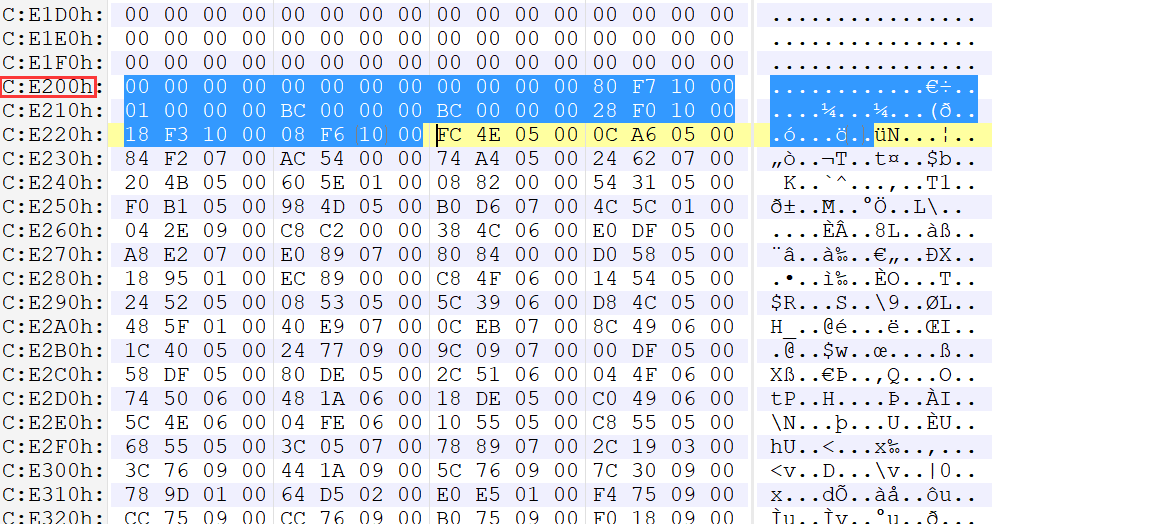 C:E1D0h: 00 00 00 00 00 00 00 00 00 00 00 00 00 00 00 00 ................
C:E1E0h: 00 00 00 00 00 00 00 00 00 00 00 00 00 00 00 00 ................
C:E1F0h: 00 00 00 00 00 00 00 00 00 00 00 00 00 00 00 00 ................
C:E200h: 00 00 00 00 00 00 00 00 00 00 00 00 80 F7 10 00 ............€÷..
C:E210h: 01 00 00 00 BC 00 00 00 BC 00 00 00 28 F0 10 00 ....¼...¼...(ð..
C:E220h: 18 F3 10 00 08 F6 10 00 FC 4E 05 00 0C A6 05 00 .ó...ö..üN...¦..
C:E230h: 84 F2 07 00 AC 54 00 00 74 A4 05 00 24 62 07 00 „ò..¬T..t¤..$b..
C:E240h: 20 4B 05 00 60 5E 01 00 08 82 00 00 54 31 05 00  K..`^...‚..T1..
C:E250h: F0 B1 05 00 98 4D 05 00 B0 D6 07 00 4C 5C 01 00 ð±..˜M..°Ö..L\..
C:E260h: 04 2E 09 00 C8 C2 00 00 38 4C 06 00 E0 DF 05 00 ....ÈÂ..8L..àß..
C:E270h: A8 E2 07 00 E0 89 07 00 80 84 00 00 D0 58 05 00 ¨â..à‰..€„..ÐX..
C:E280h: 18 95 01 00 EC 89 00 00 C8 4F 06 00 14 54 05 00 .•..ì‰..ÈO...T..
C:E290h: 24 52 05 00 08 53 05 00 5C 39 06 00 D8 4C 05 00 $R...S..\9..ØL..
C:E2A0h: 48 5F 01 00 40 E9 07 00 0C EB 07 00 8C 49 06 00 H_..@é...ë..ŒI..
C:E2B0h: 1C 40 05 00 24 77 09 00 9C 09 07 00 00 DF 05 00 .@..$w..œ....ß..
C:E2C0h: 58 DF 05 00 80 DE 05 00 2C 51 06 00 04 4F 06 00 Xß..€Þ..,Q...O..
C:E2D0h: 74 50 06 00 48 1A 06 00 18 DE 05 00 C0 49 06 00 tP..H....Þ..ÀI..
C:E2E0h: 5C 4E 06 00 04 FE 06 00 10 55 05 00 C8 55 05 00 \N...þ...U..ÈU..
C:E2F0h: 68 55 05 00 3C 05 07 00 78 89 07 00 2C 19 03 00 hU..<...x‰..,...
C:E300h: 3C 76 09 00 44 1A 09 00 5C 76 09 00 7C 30 09 00 <v..D...\v..|0..
C:E310h: 78 9D 01 00 64 D5 02 00 E0 E5 01 00 F4 75 09 00 x...dÕ..àå..ôu..
C:E320h: CC 75 09 00 CC 76 09 00 B0 75 09 00 F0 18 09 00 Ìu..Ìv..°u..ð...